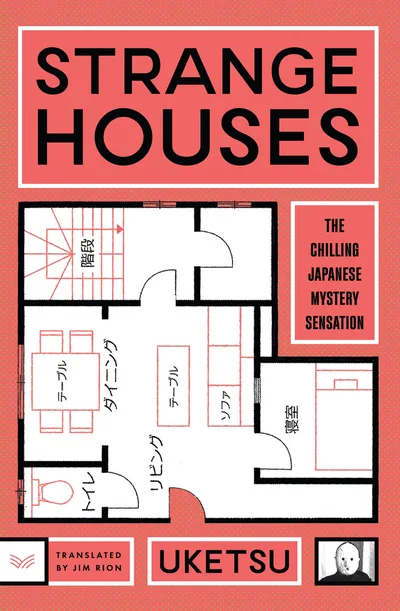 STRANGE
HOUSES
THE
CHILLING
JAPANESE
MYSTERY
SENSATION
階段
テーブル
ダイニング
テーブル
ソファ
リビング
寝室
トイレ
TRANSLATED
BY JIM RION
UKETSU